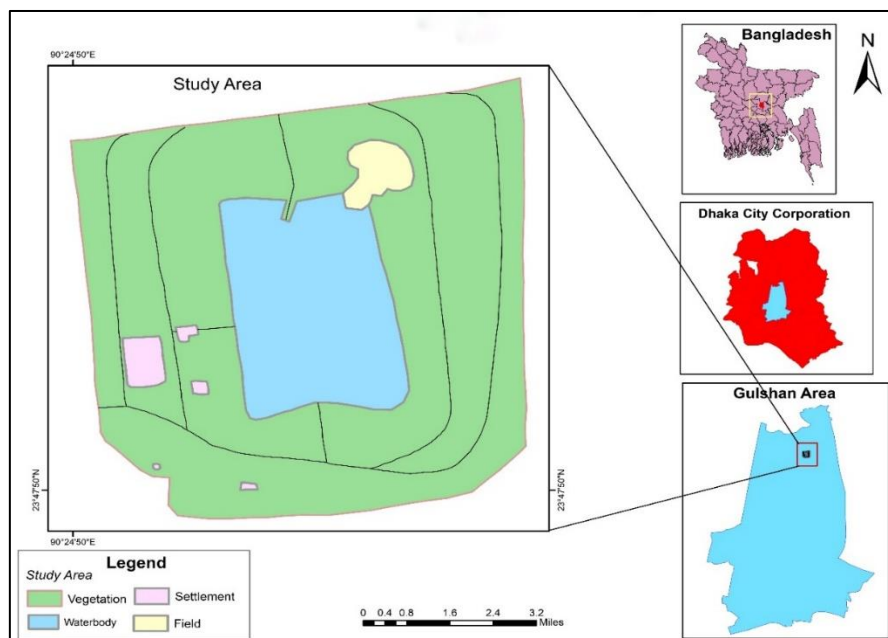 90°24'50"E
Study Area
23°47'50"N
23°47'50"N
90°24'50"E
Bangladesh
N
Dhaka City Corporation
Gulshan Area
Legend
Study Area
Vegetation
Settlement
Waterbody
Field
0 0.4 0.8 1.6 2.4 3.2
Miles